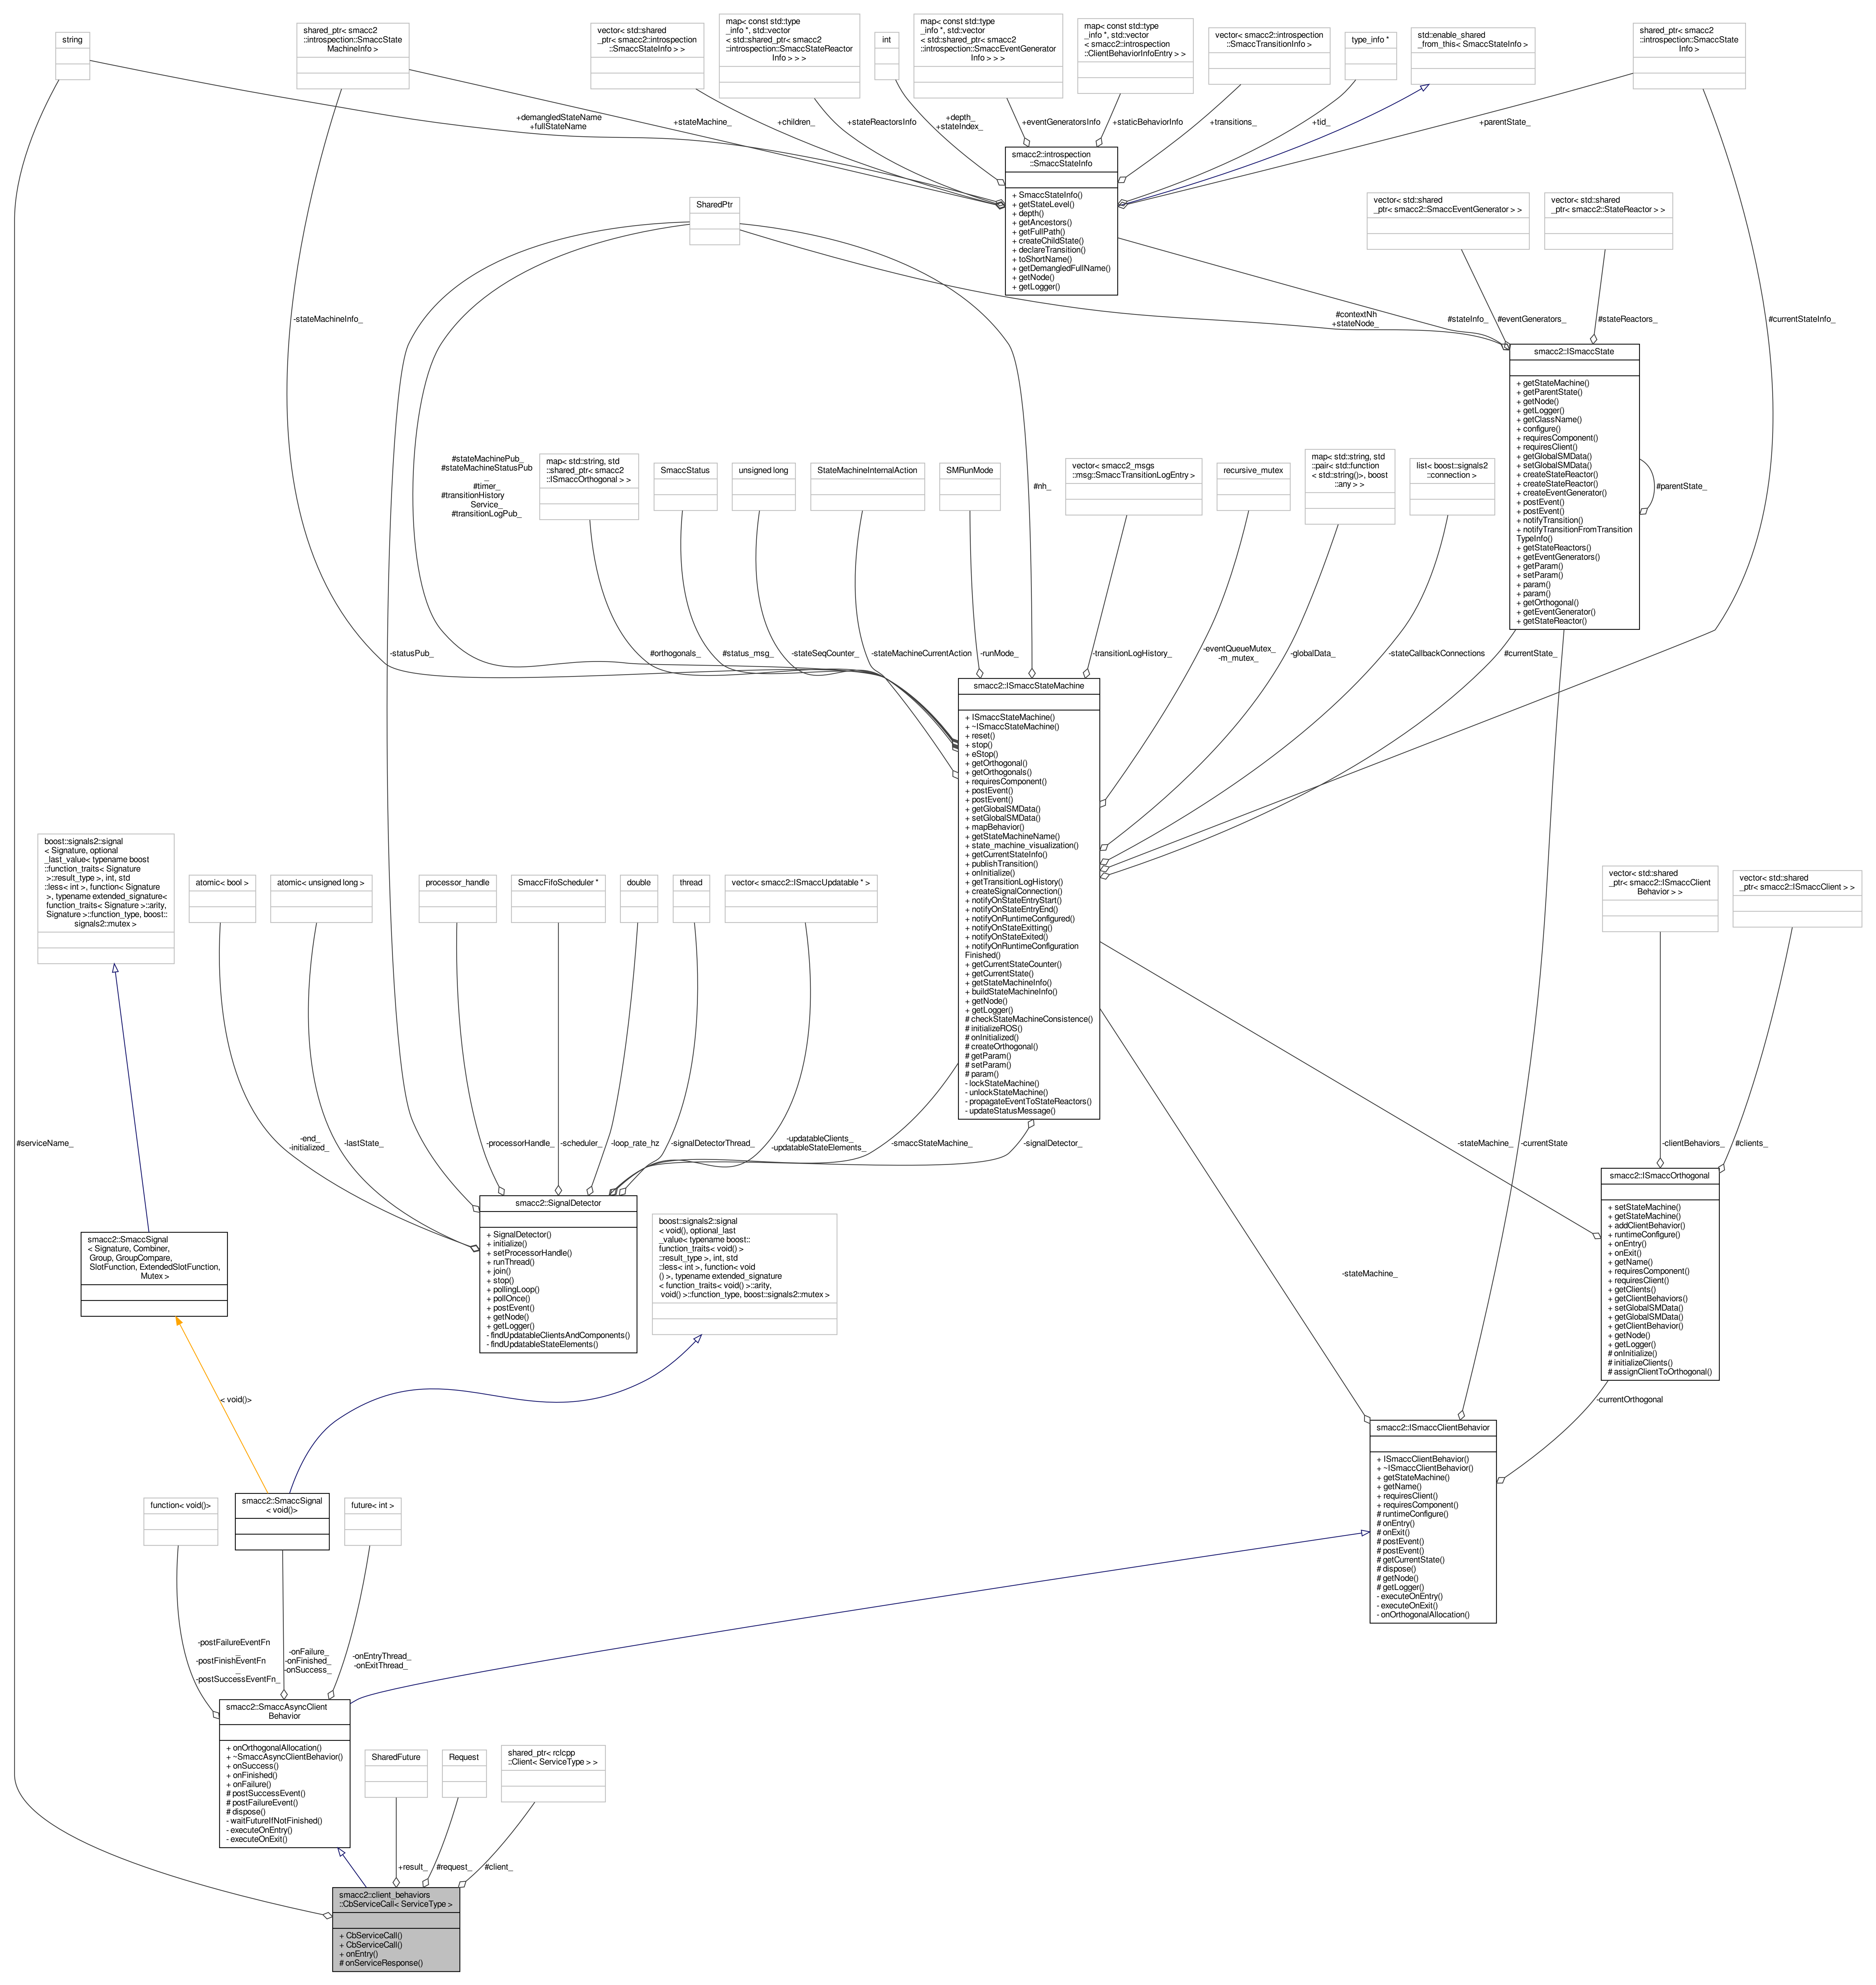 string
shared_ptr< smacc2
::introspection::SmaccState
MachineInfo >
vector< std::shared
_ptr< smacc2::introspection
::SmaccStateInfo > >
map< const std::type
_info *, std::vector
< std::shared_ptr< smacc2
::introspection::SmaccStateReactor
Info > > >
int
map< const std::type
_info *, std::vector
< std::shared_ptr< smacc2
::introspection::SmaccEventGenerator
Info > > >
map< const std::type
_info *, std::vector
< smacc2::introspection
::ClientBehaviorInfoEntry > >
vector< smacc2::introspection
::SmaccTransitionInfo >
type_info *
std::enable_shared
_from_this< SmaccStateInfo >
shared_ptr< smacc2
::introspection::SmaccState
Info >
+demangledStateName
+fullStateName
+stateMachine_
+children_
+stateReactorsInfo
+depth_
+stateIndex_
+eventGeneratorsInfo
+staticBehaviorInfo
+transitions_
+tid_
+parentState_
smacc2::introspection
::SmaccStateInfo
+ SmaccStateInfo()
+ getStateLevel()
+ depth()
+ getAncestors()
+ getFullPath()
+ createChildState()
+ declareTransition()
+ toShortName()
+ getDemangledFullName()
+ getNode()
+ getLogger()
SharedPtr
vector< std::shared
_ptr< smacc2::SmaccEventGenerator > >
vector< std::shared
_ptr< smacc2::StateReactor > >
-stateMachineInfo_
#contextNh
+stateNode_
#stateInfo_
#eventGenerators_
#stateReactors_
#currentStateInfo_
smacc2::ISmaccState
+ getStateMachine()
+ getParentState()
+ getNode()
+ getLogger()
+ getClassName()
+ configure()
+ requiresComponent()
+ requiresClient()
+ getGlobalSMData()
+ setGlobalSMData()
+ createStateReactor()
+ createStateReactor()
+ createEventGenerator()
+ postEvent()
+ postEvent()
+ notifyTransition()
+ notifyTransitionFromTransition
TypeInfo()
+ getStateReactors()
+ getEventGenerators()
+ getParam()
+ setParam()
+ param()
+ param()
+ getOrthogonal()
+ getEventGenerator()
+ getStateReactor()
#parentState_
#stateMachinePub_
#stateMachineStatusPub
_
#timer_
#transitionHistory
Service_
#transitionLogPub_
map< std::string, std
::shared_ptr< smacc2
::ISmaccOrthogonal > >
SmaccStatus
unsigned long
StateMachineInternalAction
SMRunMode
#nh_
vector< smacc2_msgs
::msg::SmaccTransitionLogEntry >
recursive_mutex
map< std::string, std
::pair< std::function
< std::string()>, boost
::any > >
list< boost::signals2
::connection >
-statusPub_
#orthogonals_
#status_msg_
-stateSeqCounter_
-stateMachineCurrentAction
-runMode_
-transitionLogHistory_
-eventQueueMutex_
-m_mutex_
-globalData_
-stateCallbackConnections
#currentState_
smacc2::ISmaccStateMachine
+ ISmaccStateMachine()
+ ~ISmaccStateMachine()
+ reset()
+ stop()
+ eStop()
+ getOrthogonal()
+ getOrthogonals()
+ requiresComponent()
+ postEvent()
+ postEvent()
+ getGlobalSMData()
+ setGlobalSMData()
+ mapBehavior()
+ getStateMachineName()
+ state_machine_visualization()
+ getCurrentStateInfo()
+ publishTransition()
+ onInitialize()
+ getTransitionLogHistory()
+ createSignalConnection()
+ notifyOnStateEntryStart()
+ notifyOnStateEntryEnd()
+ notifyOnRuntimeConfigured()
+ notifyOnStateExitting()
+ notifyOnStateExited()
+ notifyOnRuntimeConfiguration
Finished()
+ getCurrentStateCounter()
+ getCurrentState()
+ getStateMachineInfo()
+ buildStateMachineInfo()
+ getNode()
+ getLogger()
# checkStateMachineConsistence()
# initializeROS()
# onInitialized()
# createOrthogonal()
# getParam()
# setParam()
# param()
- lockStateMachine()
- unlockStateMachine()
- propagateEventToStateReactors()
- updateStatusMessage()
boost::signals2::signal
< Signature, optional
_last_value< typename boost
::function_traits< Signature
>::result_type >, int, std
::less< int >, function< Signature
>, typename extended_signature<
function_traits< Signature >::arity,
Signature >::function_type, boost::
signals2::mutex >
atomic< bool >
atomic< unsigned long >
processor_handle
SmaccFifoScheduler *
double
thread
vector< smacc2::ISmaccUpdatable * >
vector< std::shared
_ptr< smacc2::ISmaccClient
Behavior > >
vector< std::shared
_ptr< smacc2::ISmaccClient > >
#serviceName_
-end_
-initialized_
-lastState_
-processorHandle_
-scheduler_
-loop_rate_hz
-signalDetectorThread_
-updatableClients_
-updatableStateElements_
-smaccStateMachine_
-signalDetector_
-stateMachine_
-currentState
-clientBehaviors_
#clients_
smacc2::ISmaccOrthogonal
+ setStateMachine()
+ getStateMachine()
+ addClientBehavior()
+ runtimeConfigure()
+ onEntry()
+ onExit()
+ getName()
+ requiresComponent()
+ requiresClient()
+ getClients()
+ getClientBehaviors()
+ setGlobalSMData()
+ getGlobalSMData()
+ getClientBehavior()
+ getNode()
+ getLogger()
# onInitialize()
# initializeClients()
# assignClientToOrthogonal()
smacc2::SignalDetector
+ SignalDetector()
+ initialize()
+ setProcessorHandle()
+ runThread()
+ join()
+ stop()
+ pollingLoop()
+ pollOnce()
+ postEvent()
+ getNode()
+ getLogger()
- findUpdatableClientsAndComponents()
- findUpdatableStateElements()
smacc2::SmaccSignal
< Signature, Combiner,
Group, GroupCompare,
SlotFunction, ExtendedSlotFunction,
Mutex >
boost::signals2::signal
< void(), optional_last
_value< typename boost::
function_traits< void() >
::result_type >, int, std
::less< int >, function< void
() >, typename extended_signature
< function_traits< void() >::arity,
void() >::function_type, boost::signals2::mutex >
-stateMachine_
< void()>
-currentOrthogonal
smacc2::ISmaccClientBehavior
+ ISmaccClientBehavior()
+ ~ISmaccClientBehavior()
+ getStateMachine()
+ getName()
+ requiresClient()
+ requiresComponent()
# runtimeConfigure()
# onEntry()
# onExit()
# postEvent()
# postEvent()
# getCurrentState()
# dispose()
# getNode()
# getLogger()
- executeOnEntry()
- executeOnExit()
- onOrthogonalAllocation()
function< void()>
smacc2::SmaccSignal
< void()>
future< int >
-postFailureEventFn
_
-postFinishEventFn
_
-postSuccessEventFn_
-onFailure_
-onFinished_
-onSuccess_
-onEntryThread_
-onExitThread_
smacc2::SmaccAsyncClient
Behavior
+ onOrthogonalAllocation()
+ ~SmaccAsyncClientBehavior()
+ onSuccess()
+ onFinished()
+ onFailure()
# postSuccessEvent()
# postFailureEvent()
# dispose()
- waitFutureIfNotFinished()
- executeOnEntry()
- executeOnExit()
SharedFuture
Request
shared_ptr< rclcpp
::Client< ServiceType > >
+result_
#request_
#client_
smacc2::client_behaviors
::CbServiceCall< ServiceType >
+ CbServiceCall()
+ CbServiceCall()
+ onEntry()
# onServiceResponse()